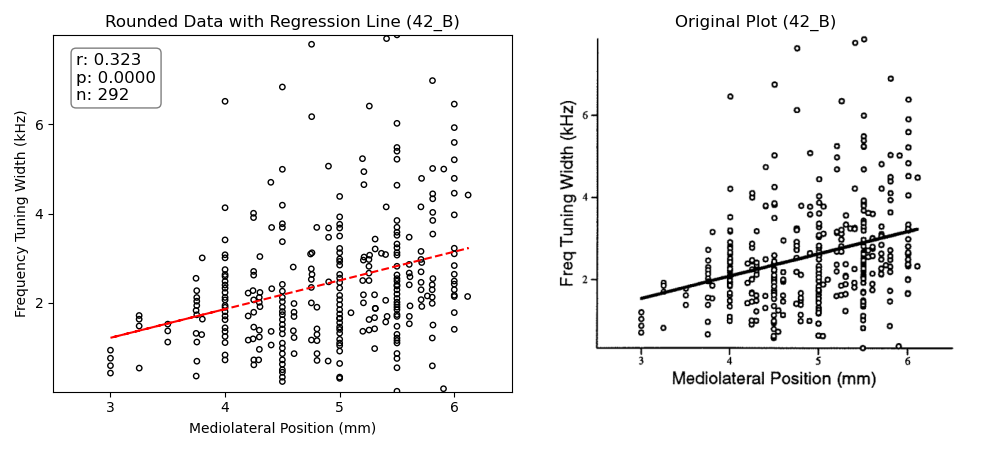 Rounded Data with Regression Line (42_B)
r: 0.323
p: 0.0000
n: 292
Frequency Tuning Width (kHz)
6
4
2
3 4 5 6
Mediolateral Position (mm)
Original Plot (42_B)
Freq Tuning Width (kHz)
6
4
2
3 4 5 6
Mediolateral Position (mm)